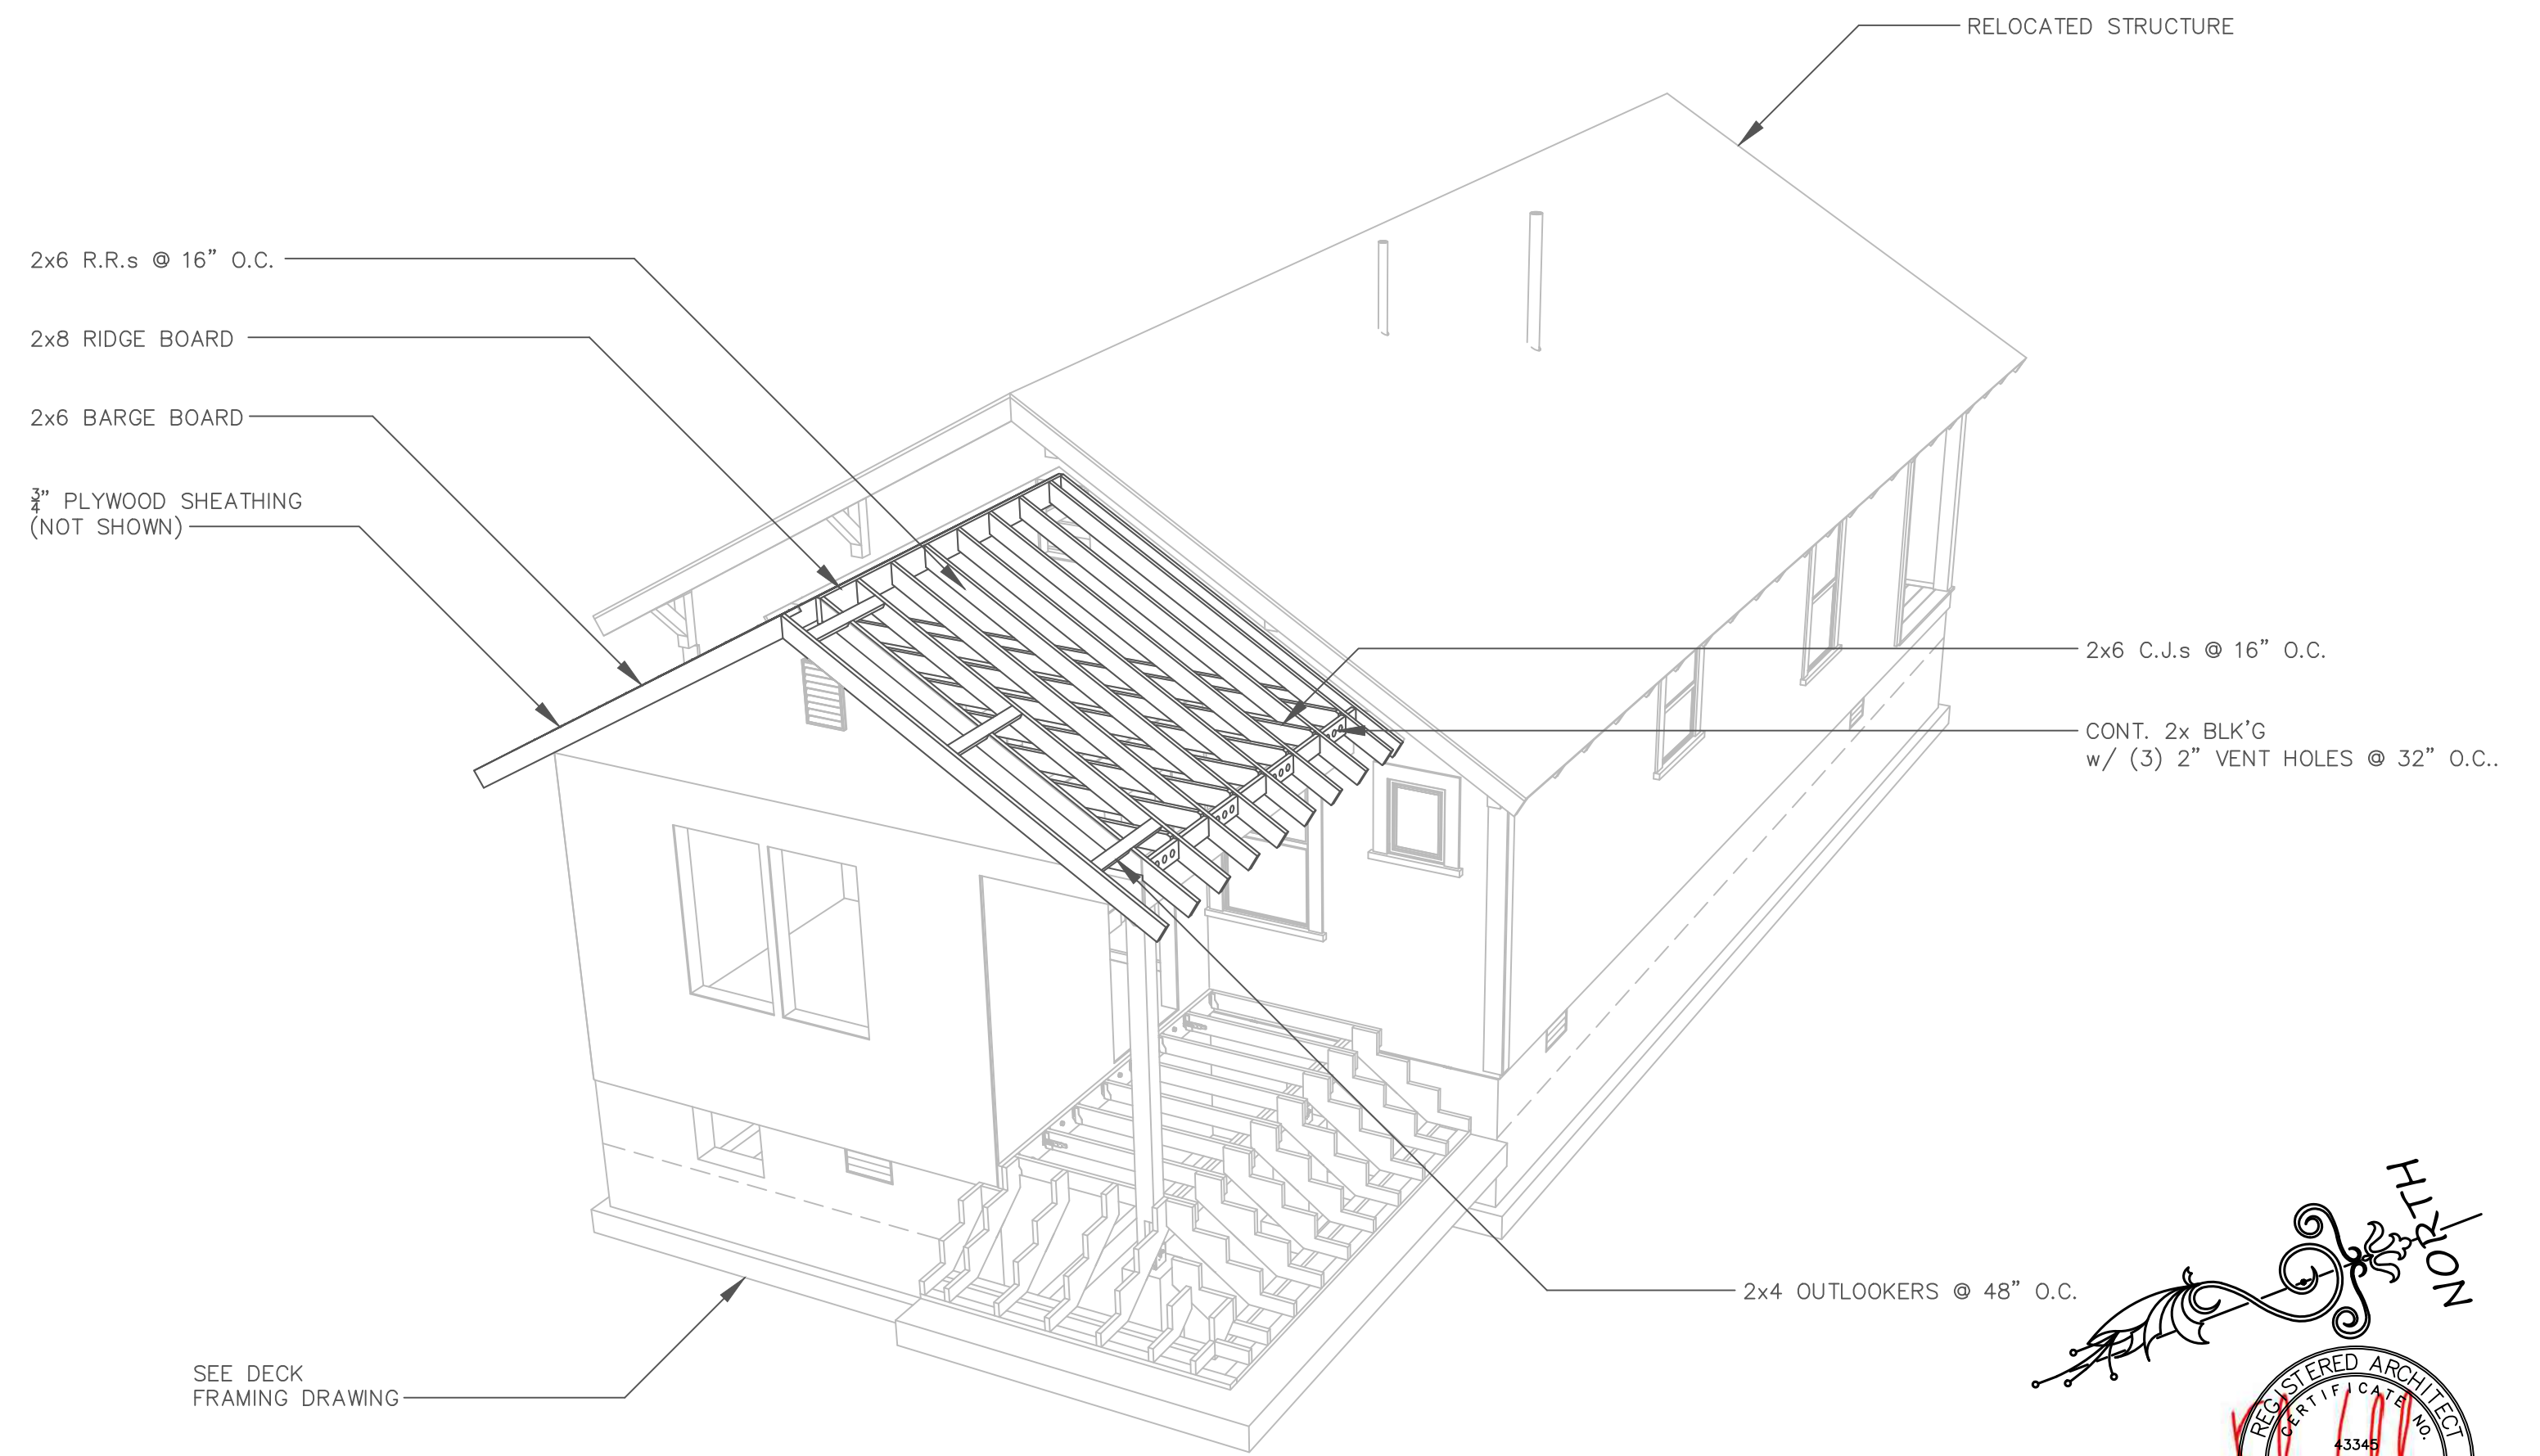 RELOCATED STRUCTURE
2x6 R.R.s @ 16" O.C.
2x8 RIDGE BOARD
2x6 BARGE BOARD
3/4" PLYWOOD SHEATHING
(NOT SHOWN)
2x6 C.J.s @ 16" O.C.
CONT. 2x BLK'G
w/ (3) 2" VENT HOLES @ 32" O.C..
2x4 OUTLOOKERS @ 48" O.C.
SEE DECK
FRAMING DRAWING
NORTH
REGISTERED ARCHITECT
CERTIFICATE NO.
43345